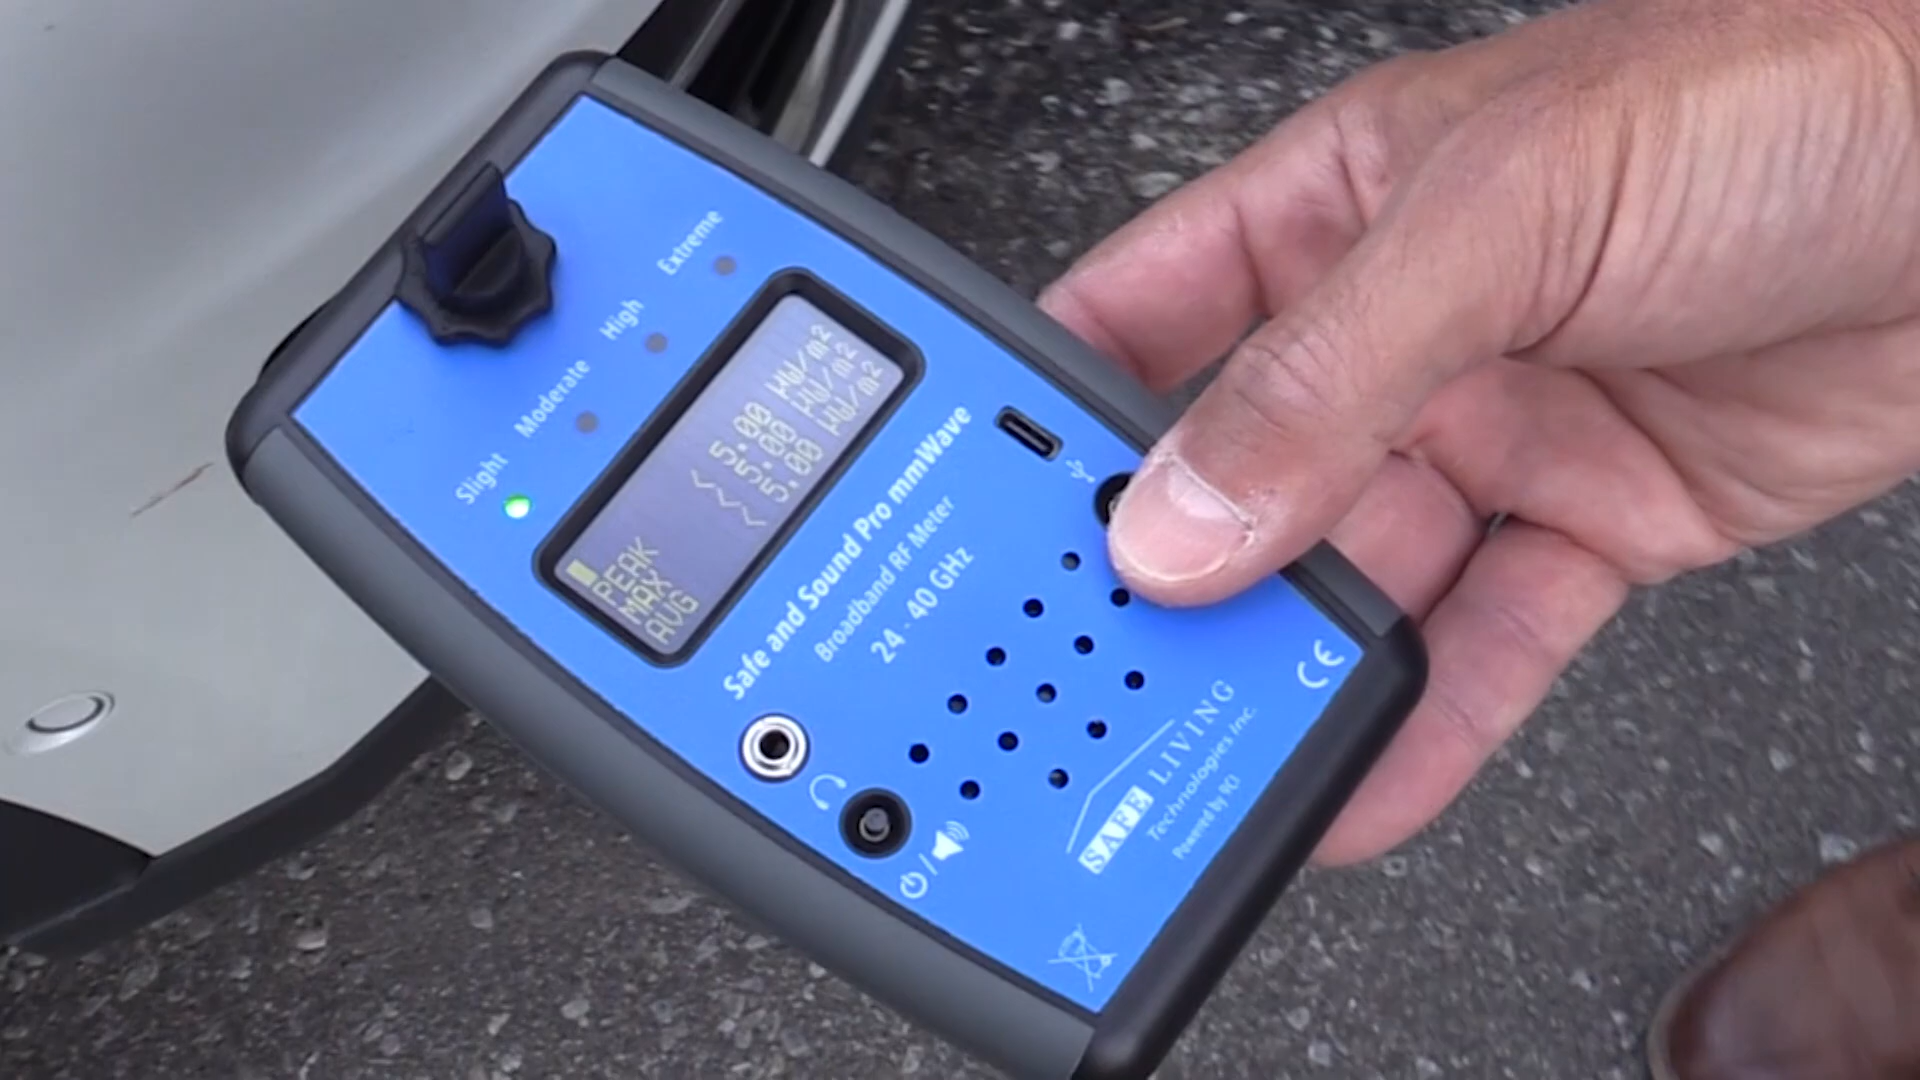 Slight
Moderate
High
Extreme
PEAK < 5.00 µW/m²
MAX < 5.00 µW/m²
AVG < 5.00 µW/m²
Safe and Sound Pro mmWave
Broadband RF Meter
24 - 40 GHz
SAFE LIVING
Technologies Inc.
Powered by PCI
CE